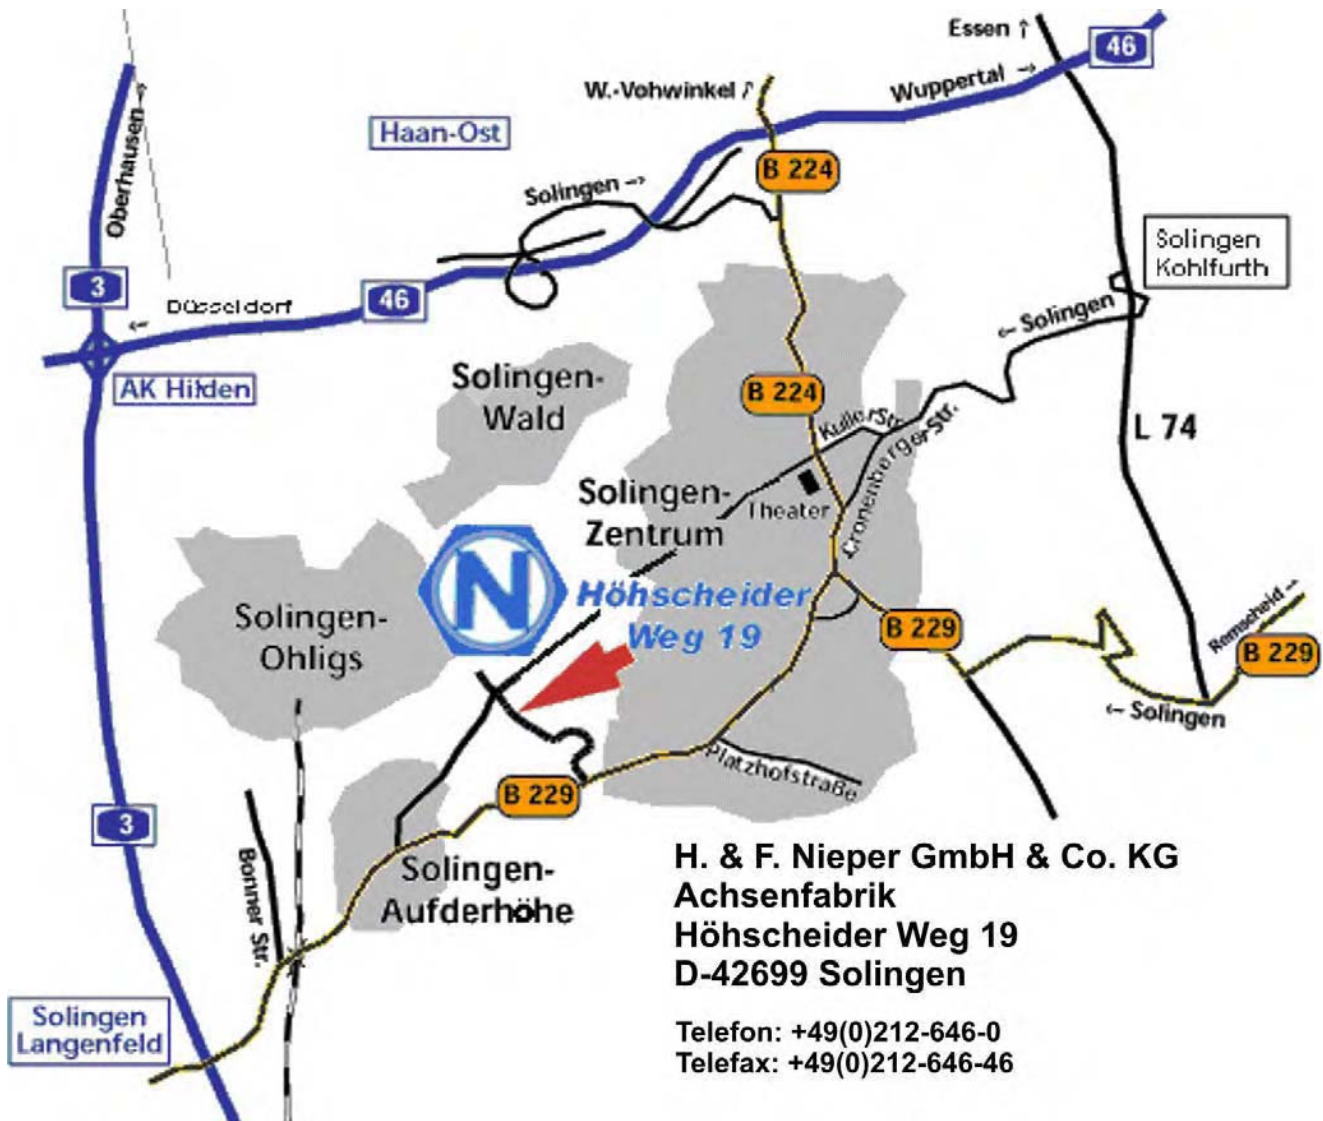 Essen ↑
46
Wuppertal →
W.-Vohwinkel ↑
Haan-Ost
Oberhausen →
B 224
Solingen →
Solingen
Kohlfurth
3
46
Düsseldorf
←
← Solingen
AK Hilden
Solingen-
Wald
B 224
KullerStr.
CronenbergerStr.
L 74
Solingen-
Zentrum
Theater
N
Höhscheider
Weg 19
Solingen-
Ohligs
B 229
Remscheid →
B 229
← Solingen
Platzhofstraße
B 229
3
Bonner Str.
Solingen-
Aufderhöhe
H. & F. Nieper GmbH & Co. KG
Achsenfabrik
Höhscheider Weg 19
D-42699 Solingen
Solingen
Langenfeld
Telefon: +49(0)212-646-0
Telefax: +49(0)212-646-46